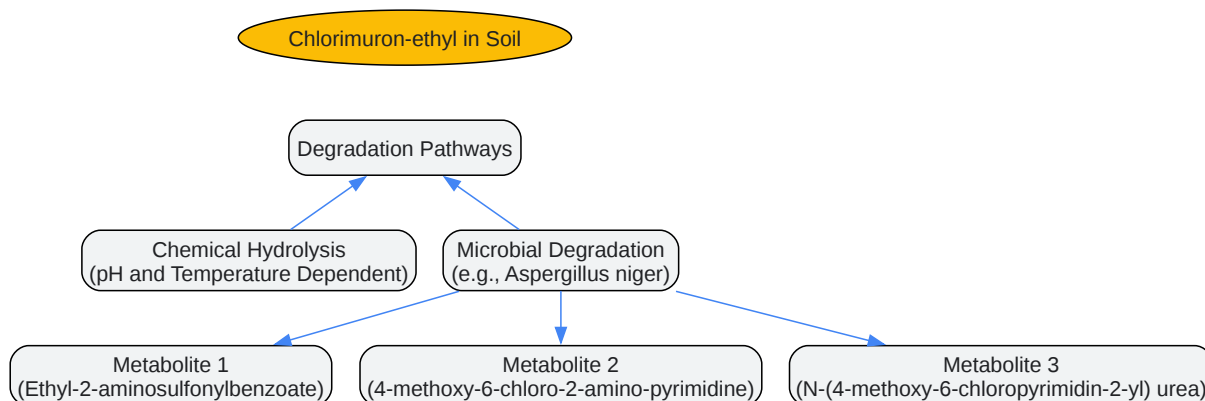 Chlorimuron-ethyl in Soil
Degradation Pathways
Chemical Hydrolysis
(pH and Temperature Dependent)
Microbial Degradation
(e.g., Aspergillus niger)
Metabolite 1
(Ethyl-2-aminosulfonylbenzoate)
Metabolite 2
(4-methoxy-6-chloro-2-amino-pyrimidine)
Metabolite 3
(N-(4-methoxy-6-chloropyrimidin-2-yl) urea)